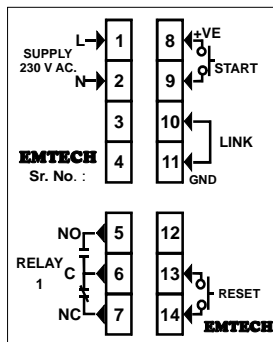 L 1 8 +VE
SUPPLY
230 V AC.
START
N 2 9
3 10
LINK
EMTECH 4 11
Sr. No. : GND
NO 5 12
RELAY
1
C 6 13
RESET
NC 7 14
EMTECH